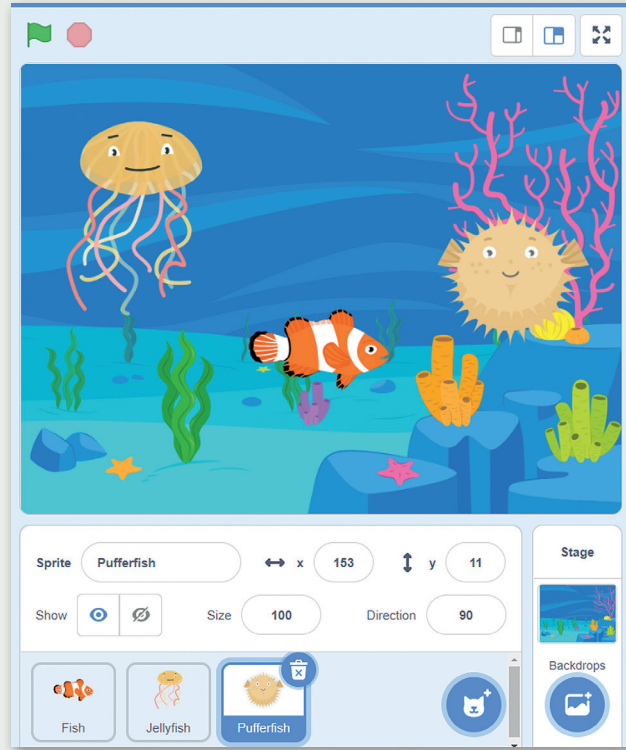 Sprite Pufferfish x 153 y 11
Show Size 100 Direction 90
Stage
Backdrops
Fish Jellyfish Pufferfish